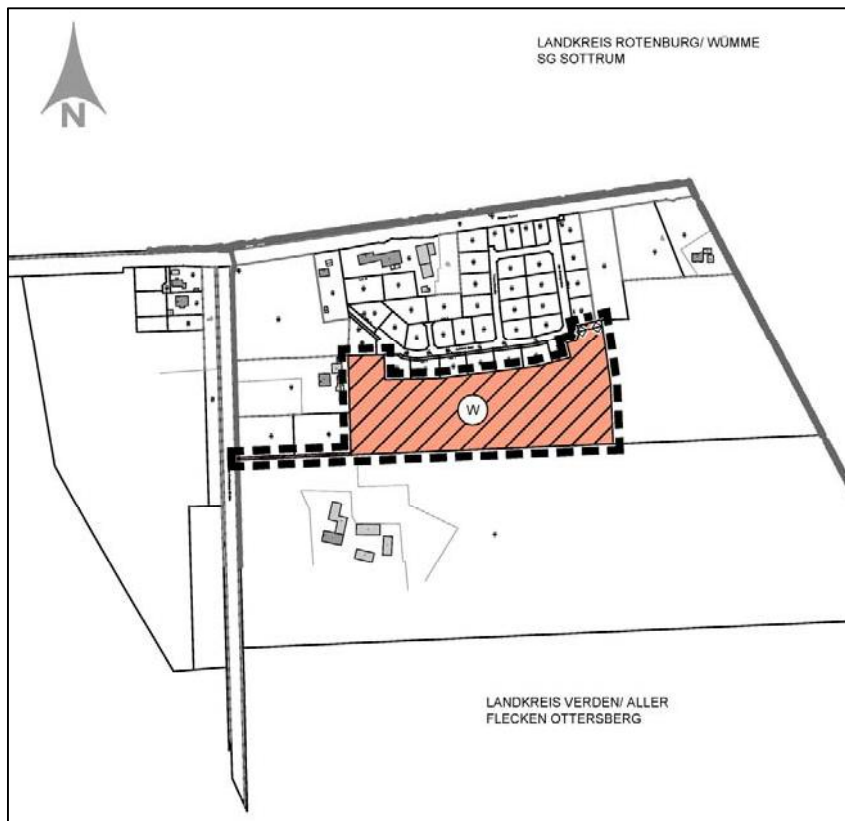 LANDKREIS ROTENBURG/ WÜMME
SG SOTTRUM
N
W
LANDKREIS VERDEN/ ALLER
FLECKEN OTTERSBERG